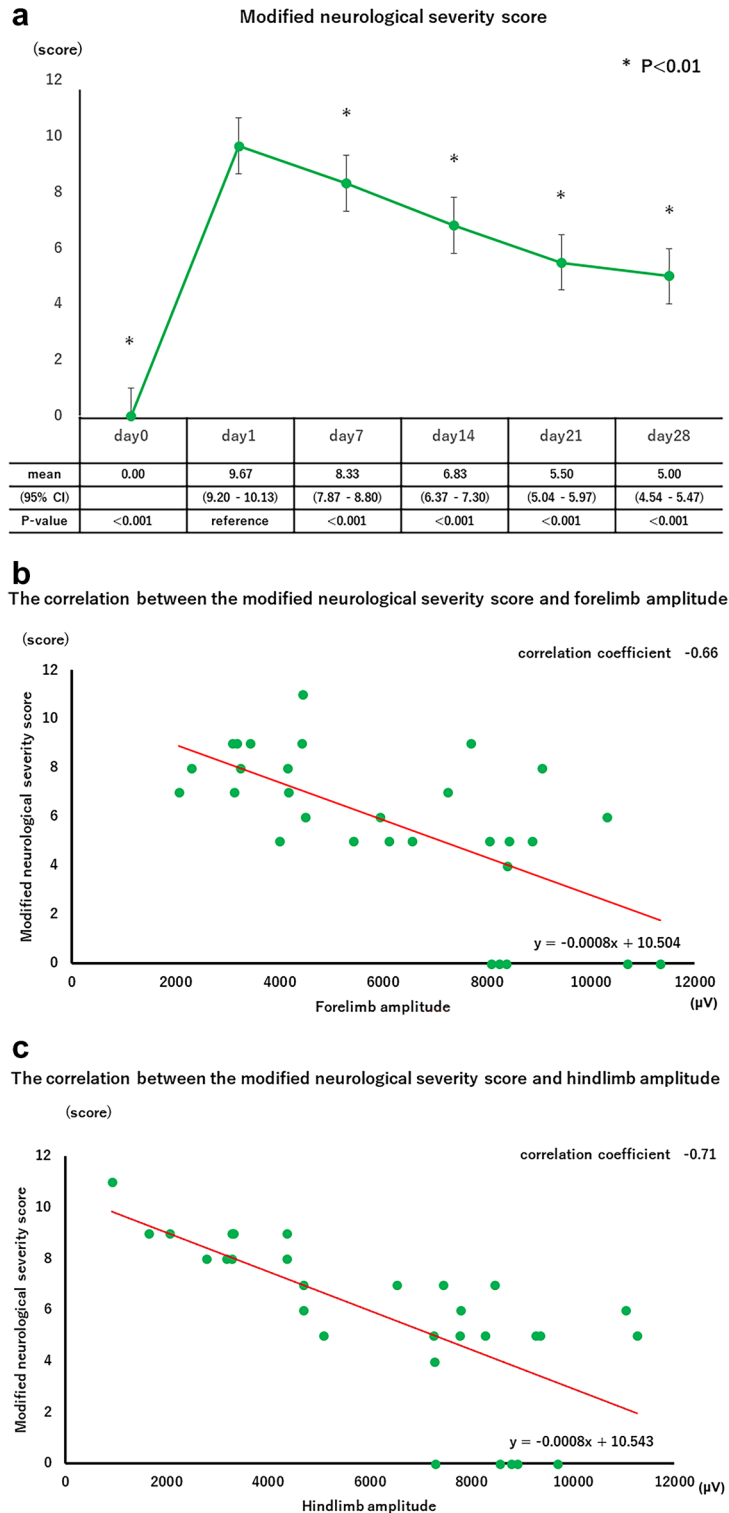 a
Modified neurological severity score
(score)
* P<0.01
12
10
8
6
4
2
0
*
*
*
*
*
day0 day1 day7 day14 day21 day28
mean 0.00 9.67 8.33 6.83 5.50 5.00
(95% CI) (9.20 - 10.13) (7.87 - 8.80) (6.37 - 7.30) (5.04 - 5.97) (4.54 - 5.47)
P-value <0.001 reference <0.001 <0.001 <0.001 <0.001
b
The correlation between the modified neurological severity score and forelimb amplitude
(score)
correlation coefficient -0.66
Modified neurological severity score
12
10
8
6
4
2
0
y = -0.0008x + 10.504
0 2000 4000 6000 8000 10000 12000
Forelimb amplitude
(μV)
c
The correlation between the modified neurological severity score and hindlimb amplitude
(score)
correlation coefficient -0.71
Modified neurological severity score
12
10
8
6
4
2
0
y = -0.0008x + 10.543
0 2000 4000 6000 8000 10000 12000
(μV)
Hindlimb amplitude